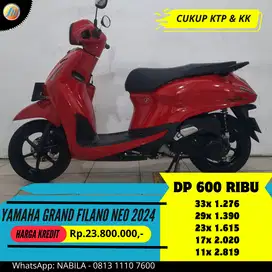 CUKUP KTP & KK
DP 600 RIBU
YAMAHA GRAND FILANO NEO 2024
HARGA KREDIT Rp.23.800.000,-
33x 1.276
29x 1.390
23x 1.615
17x 2.020
11x 2.819
WhatsApp: NABILA - 0813 1110 7600